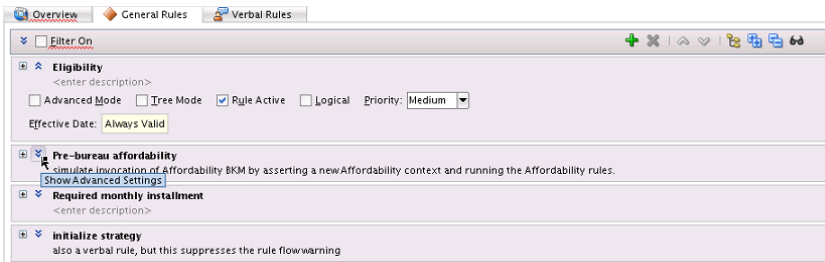 Overview General Rules Verbal Rules
Filter On
Eligibility
<enter description>
Advanced Mode Tree Mode Rule Active Logical Priority: Medium
Effective Date: Always Valid
Pre-bureau affordability
simulate invocation of Affordability BKM by asserting a new Affordability context and running the Affordability rules.
Show Advanced Settings
Required monthly installment
<enter description>
initialize strategy
also a verbal rule, but this suppresses the rule flow warning